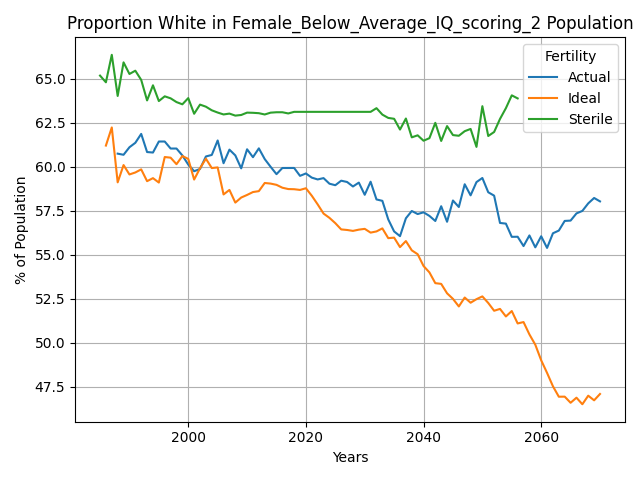 Proportion White in Female_Below_Average_IQ_scoring_2 Population
% of Population
65.0
62.5
60.0
57.5
55.0
52.5
50.0
47.5
2000
2020
2040
2060
Years
Fertility
Actual
Ideal
Sterile